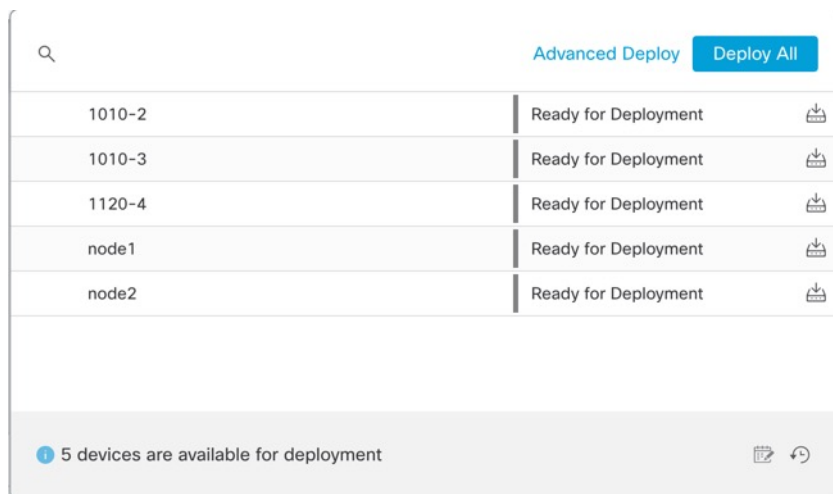 Advanced Deploy Deploy All
1010-2 Ready for Deployment
1010-3 Ready for Deployment
1120-4 Ready for Deployment
node1 Ready for Deployment
node2 Ready for Deployment
5 devices are available for deployment